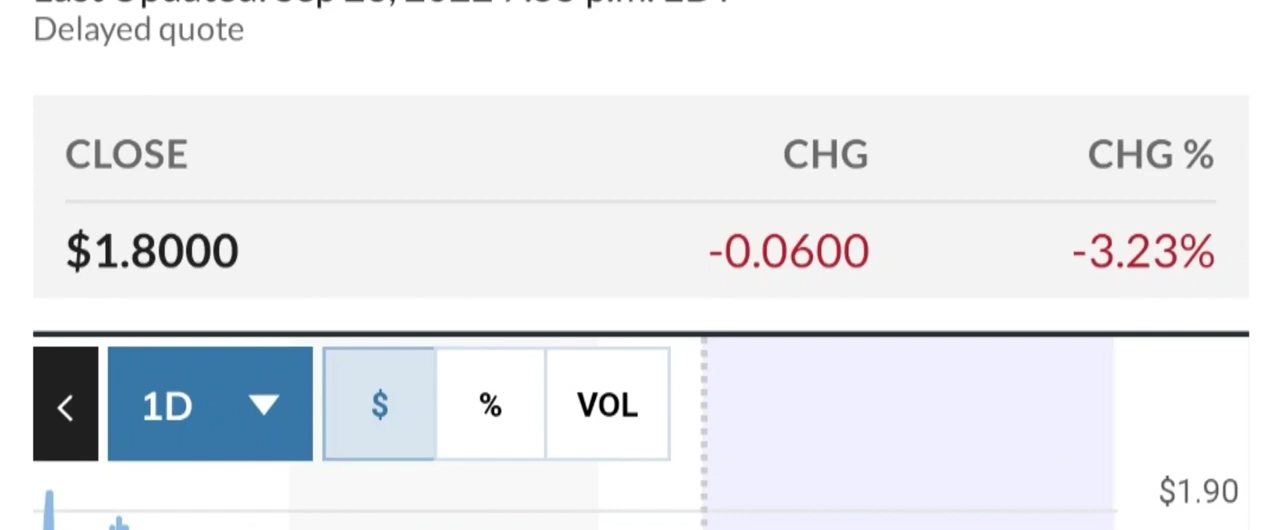 Delayed quote
CLOSE CHG CHG %
$1.8000 -0.0600 -3.23%
1D $ % VOL
$1.90